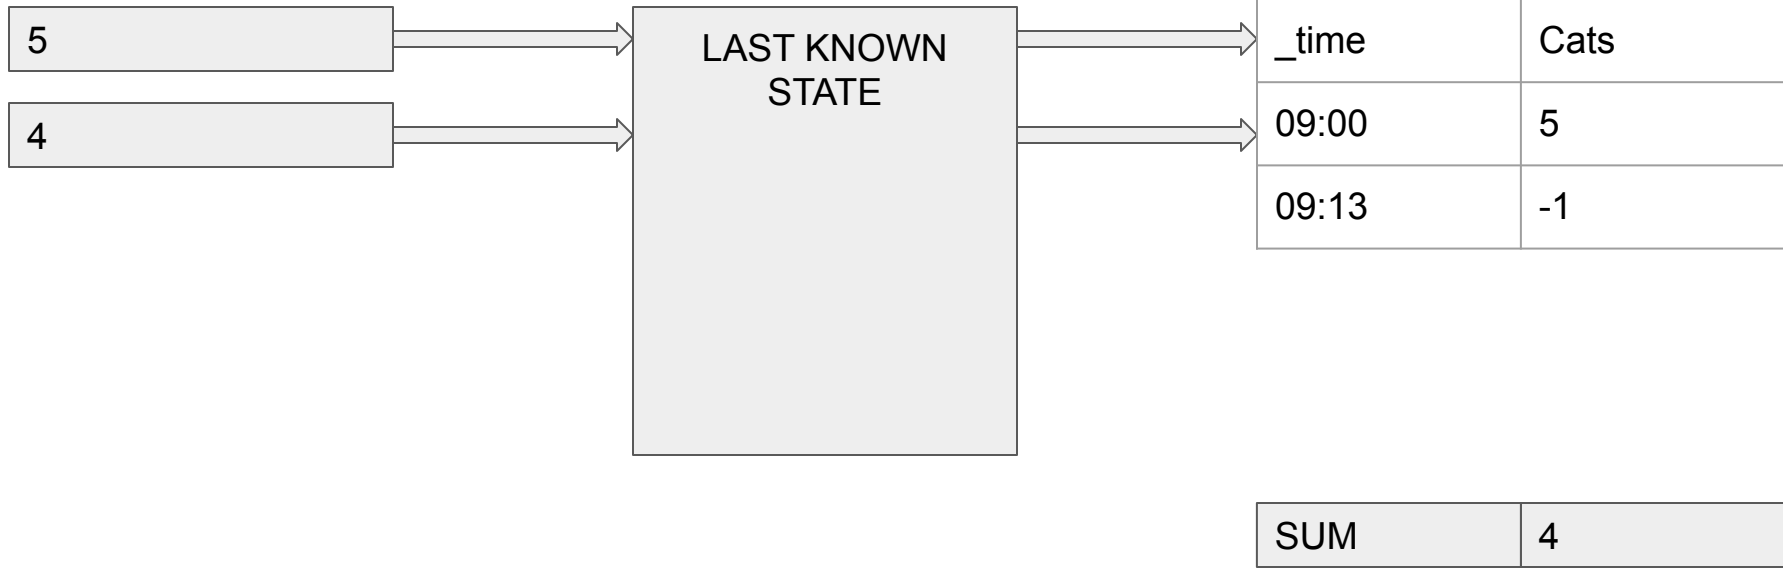 5
4
LAST KNOWN
STATE
_time Cats
09:00 5
09:13 -1
SUM 4